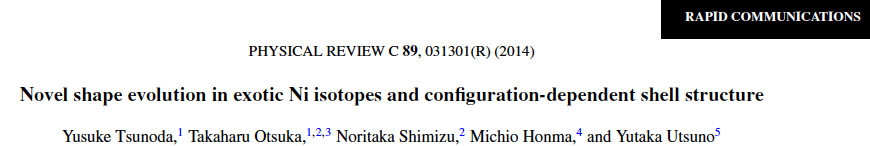 RAPID COMMUNICATIONS
PHYSICAL REVIEW C 89, 031301(R) (2014)
Novel shape evolution in exotic Ni isotopes and configuration-dependent shell structure
Yusuke Tsunoda,1 Takaharu Otsuka,1,2,3 Noritaka Shimizu,2 Michio Honma,4 and Yutaka Utsuno5